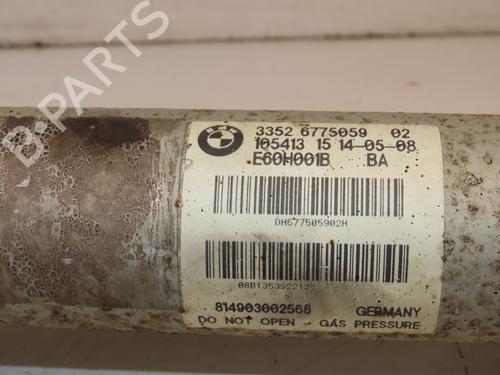 BMW
3352 6775059 02
105413 15 14-05-08
E60H001B BA
DH677505902H
814903002568 GERMANY
DO NOT OPEN - GAS PRESSURE
B-PARTS